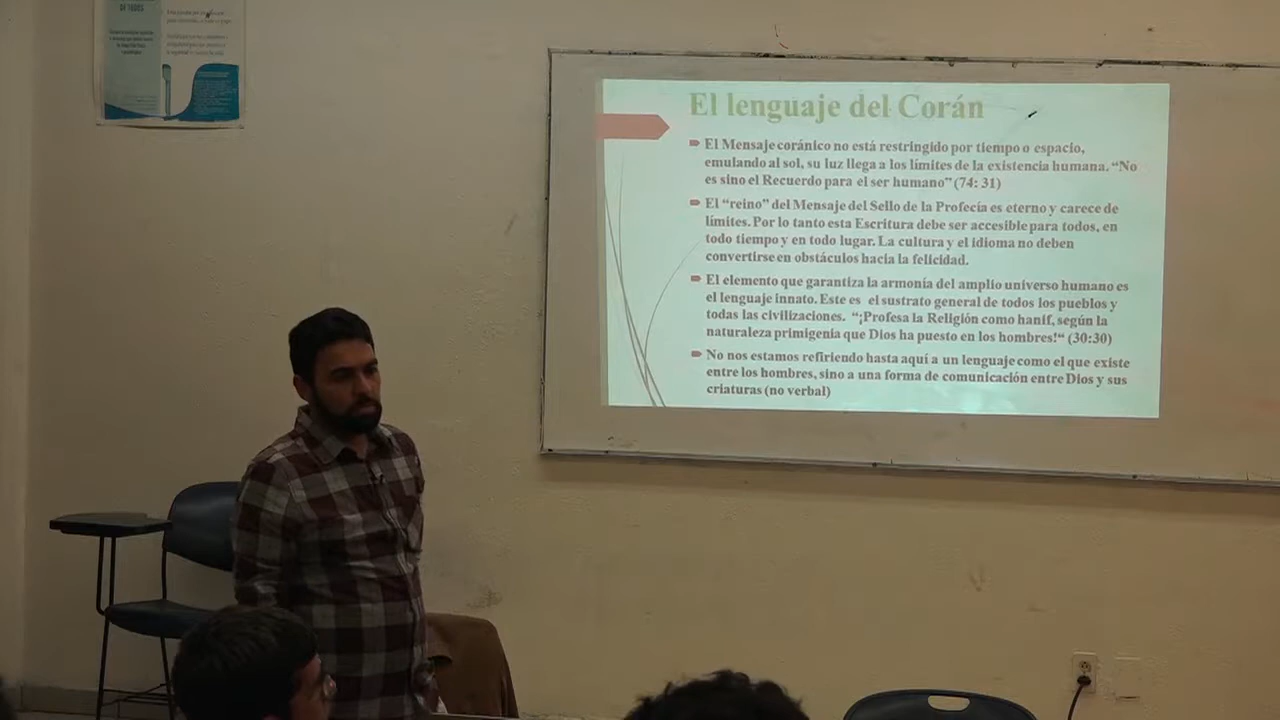 DE TODOS
El lenguaje del Corán
El Mensaje coránico no está restringido por tiempo o espacio,
emulando al sol, su luz llega a los límites de la existencia humana. “No
es sino el Recuerdo para el ser humano” (74: 31)
El “reino” del Mensaje del Sello de la Profecía es eterno y carece de
límites. Por lo tanto esta Escritura debe ser accesible para todos, en
todo tiempo y en todo lugar. La cultura y el idioma no deben
convertirse en obstáculos hacia la felicidad.
El elemento que garantiza la armonía del amplio universo humano es
el lenguaje innato. Este es el sustrato general de todos los pueblos y
todas las civilizaciones. “¡Profesa la Religión como hanif, según la
naturaleza primigenia que Dios ha puesto en los hombres!“ (30:30)
No nos estamos refiriendo hasta aquí a un lenguaje como el que existe
entre los hombres, sino a una forma de comunicación entre Dios y sus
criaturas (no verbal)